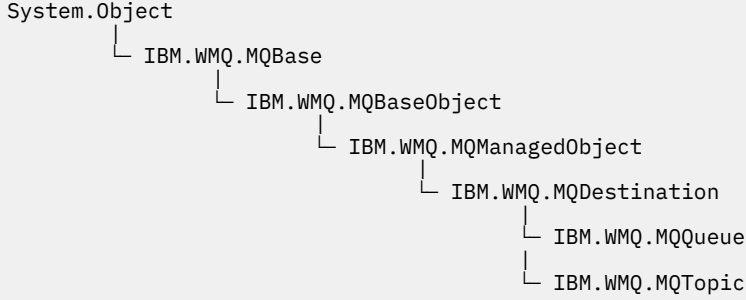 System.Object
IBM.WMQ.MQBase
IBM.WMQ.MQBaseObject
IBM.WMQ.MQManagedObject
IBM.WMQ.MQDestination
IBM.WMQ.MQQueue
IBM.WMQ.MQTopic